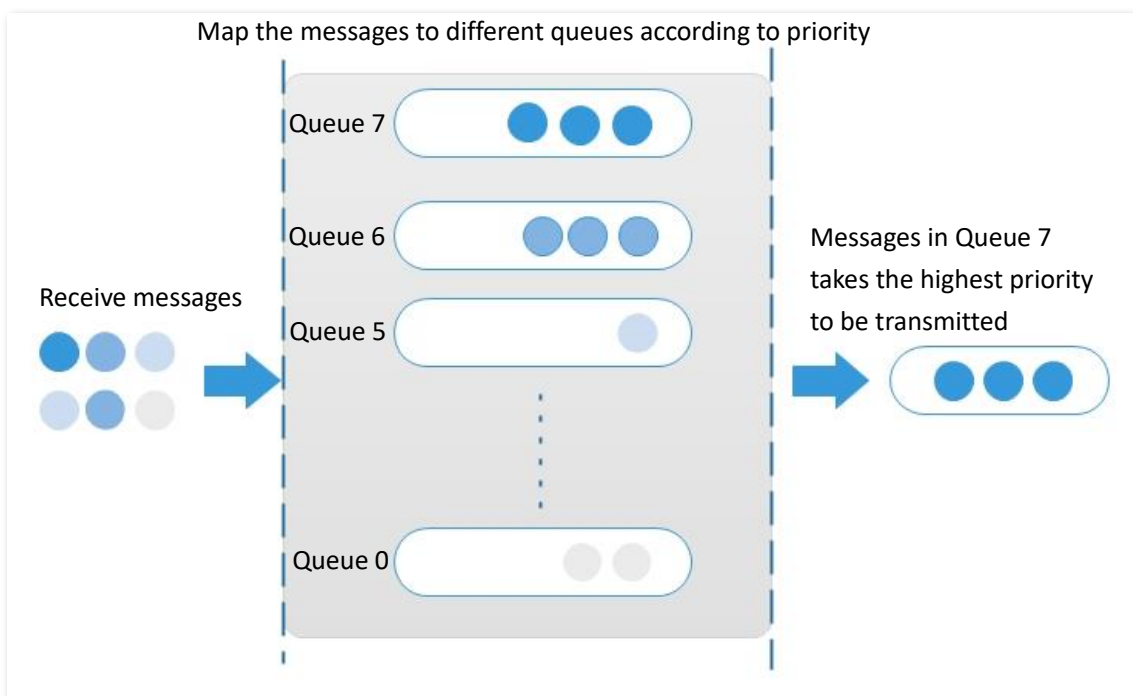 Map the messages to different queues according to priority
Queue 7
Queue 6
Receive messages
Queue 5
Queue 0
Messages in Queue 7
takes the highest priority
to be transmitted